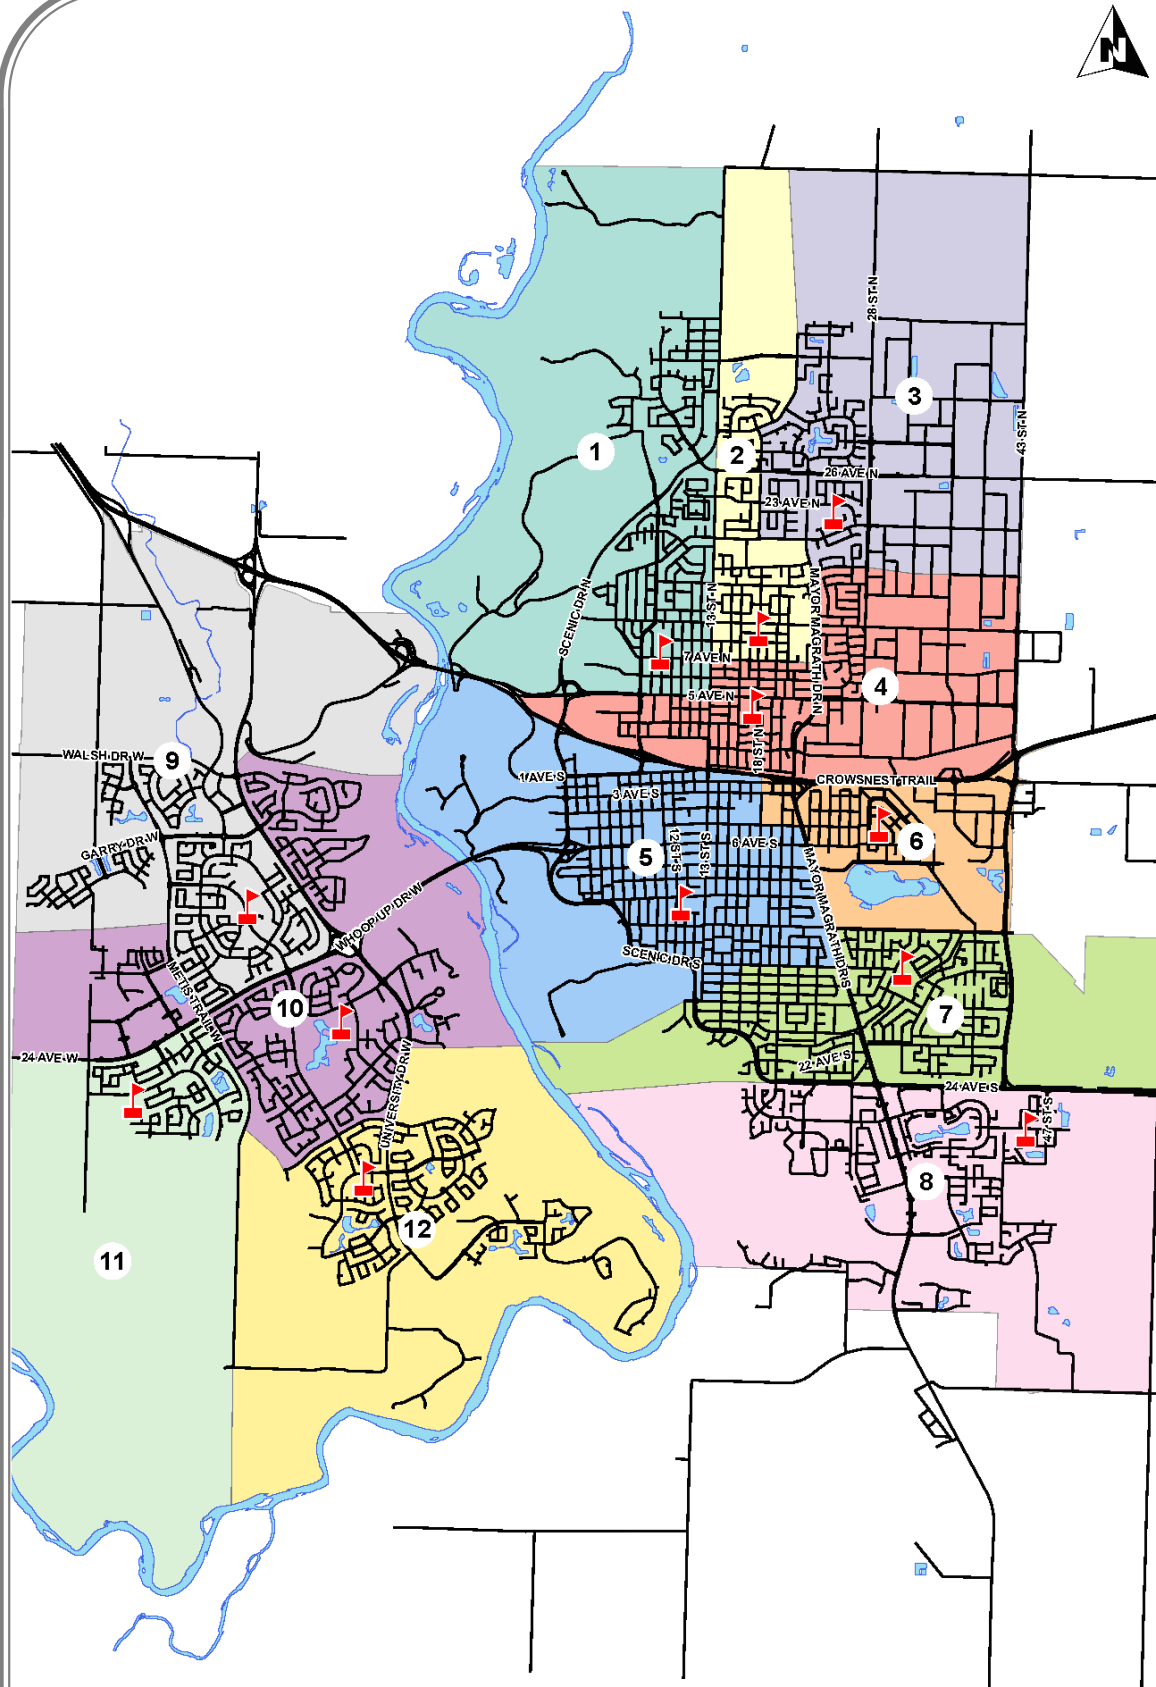 N
28 ST N
3
43 ST N
1
2
26 AVE N
23 AVE N
MAYOR MAGRATH DR N
13 ST N
SCENIC DR N
7 AVE N
4
5 AVE N
18 ST N
WALSH DR W
9
1 AVE S
CROWSNEST TRAIL
3 AVE S
GARRY DR W
12 ST S
13 ST S
6 AVE S
6
5
MAYOR MAGRATH DR S
WHOOP UP DR W
SCENIC DR S
METIS TRAIL W
10
7
24 AVE W
UNIVERSITY DR W
22 AVE S
24 AVE S
47 ST S
8
12
11